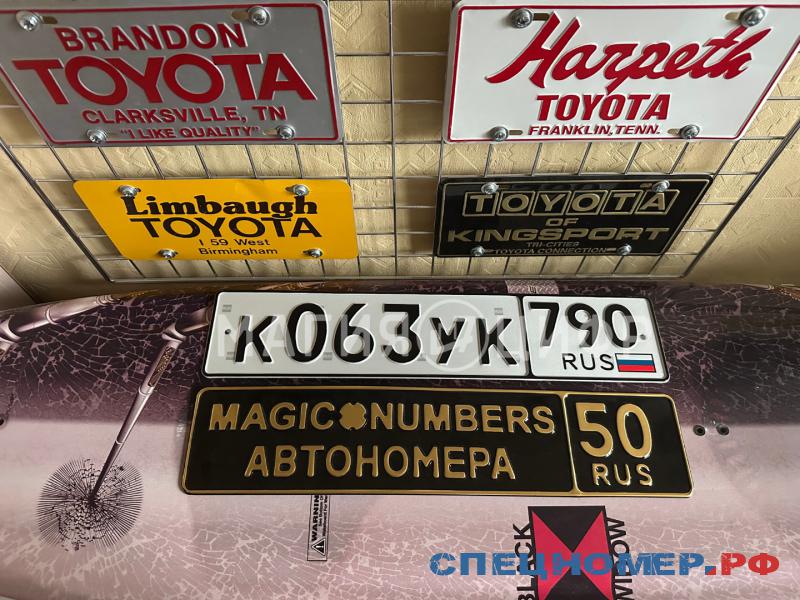 BRANDON
TOYOTA
CLARKSVILLE, TN
"I LIKE QUALITY"
Harpeth
TOYOTA
FRANKLIN, TENN.
Limbaugh
TOYOTA
I 59 West
Birmingham
TOYOTA
OF
KINGSPORT
TRI-CITIES
TOYOTA CONNECTION
К063УК 790
RUS
MAGIC NUMBERS
АВТОНОМЕРА
50
RUS
WARNING
BLACK
WIDOW
СПЕЦНОМЕР.РФ